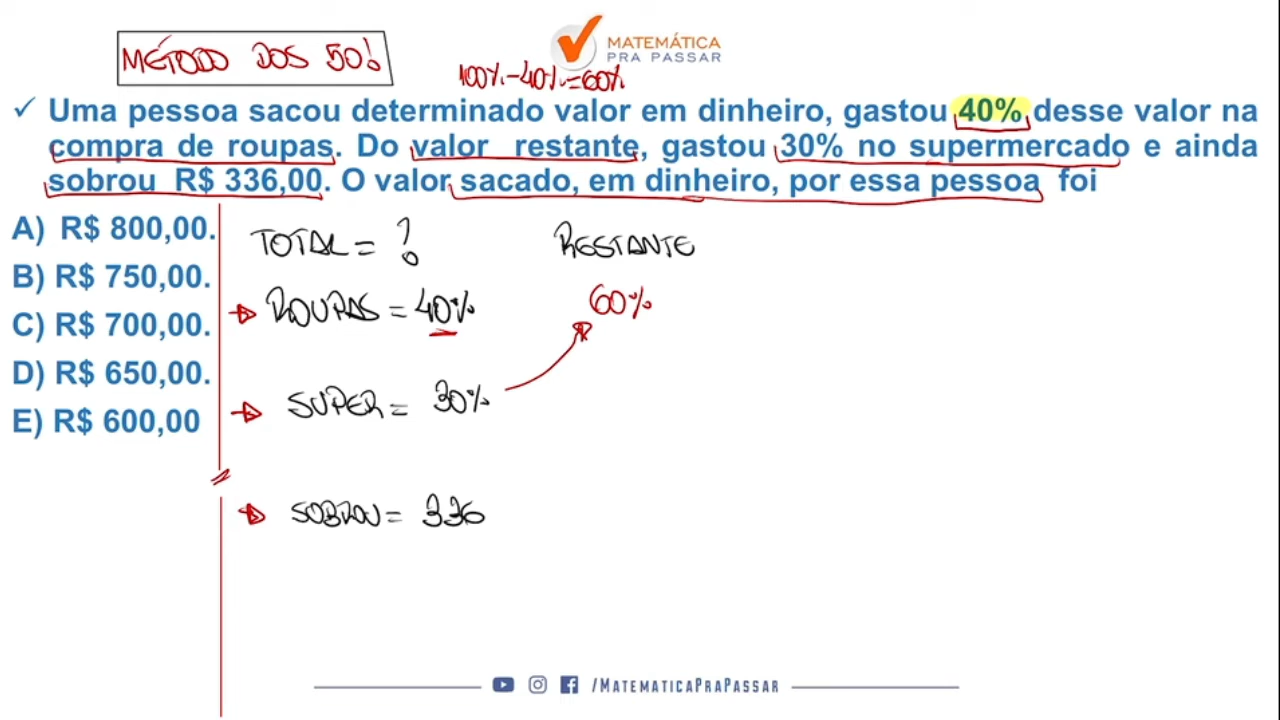 MÉTODO DOS 50!
MATEMÁTICA
PRA PASSAR
100%-40%=60%
✓ Uma pessoa sacou determinado valor em dinheiro, gastou 40% desse valor na
compra de roupas. Do valor restante, gastou 30% no supermercado e ainda
sobrou R$ 336,00. O valor sacado, em dinheiro, por essa pessoa foi
A) R$ 800,00.
B) R$ 750,00.
C) R$ 700,00.
D) R$ 650,00.
E) R$ 600,00
TOTAL = ? RESTANTE
ROUPAS = 40% 60%
SUPER = 30%
SOBROU = 336
/MATEMATICAPRAPASSAR